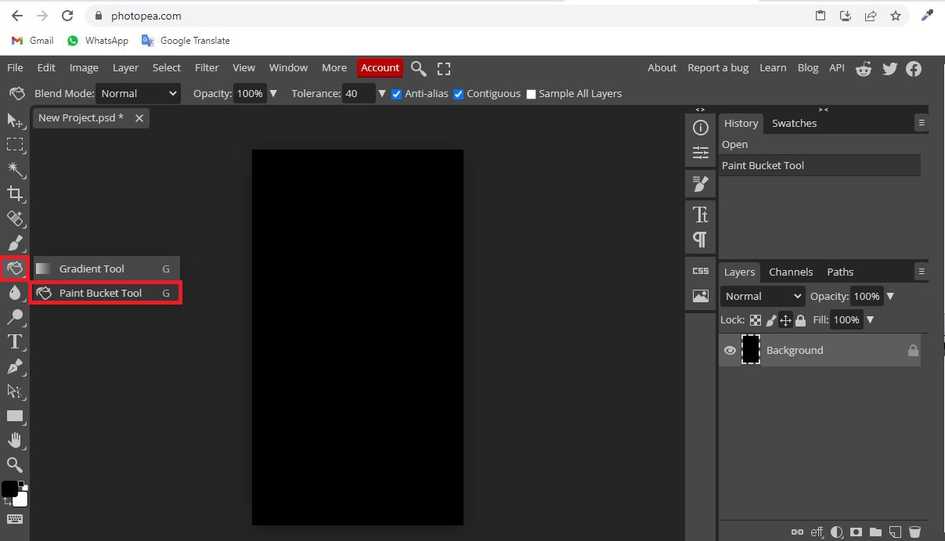 photopea.com
Gmail WhatsApp Google Translate
File Edit Image Layer Select Filter View Window More Account About Report a bug Learn Blog API
Blend Mode: Normal Opacity: 100% Tolerance: 40 Anti-alias Contiguous Sample All Layers
New Project.psd *
History Swatches
Open
Paint Bucket Tool
Gradient Tool G
Paint Bucket Tool G
CSS
Layers Channels Paths
Normal Opacity: 100%
Lock: Fill: 100%
Background
eff